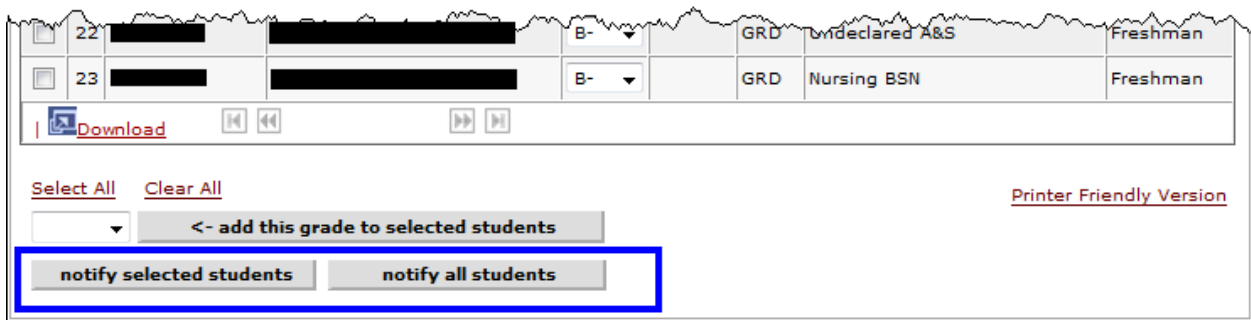 22 B- GRD Undeclared A&S Freshman
23 B- GRD Nursing BSN Freshman
| Download
Select All Clear All Printer Friendly Version
<- add this grade to selected students
notify selected students notify all students